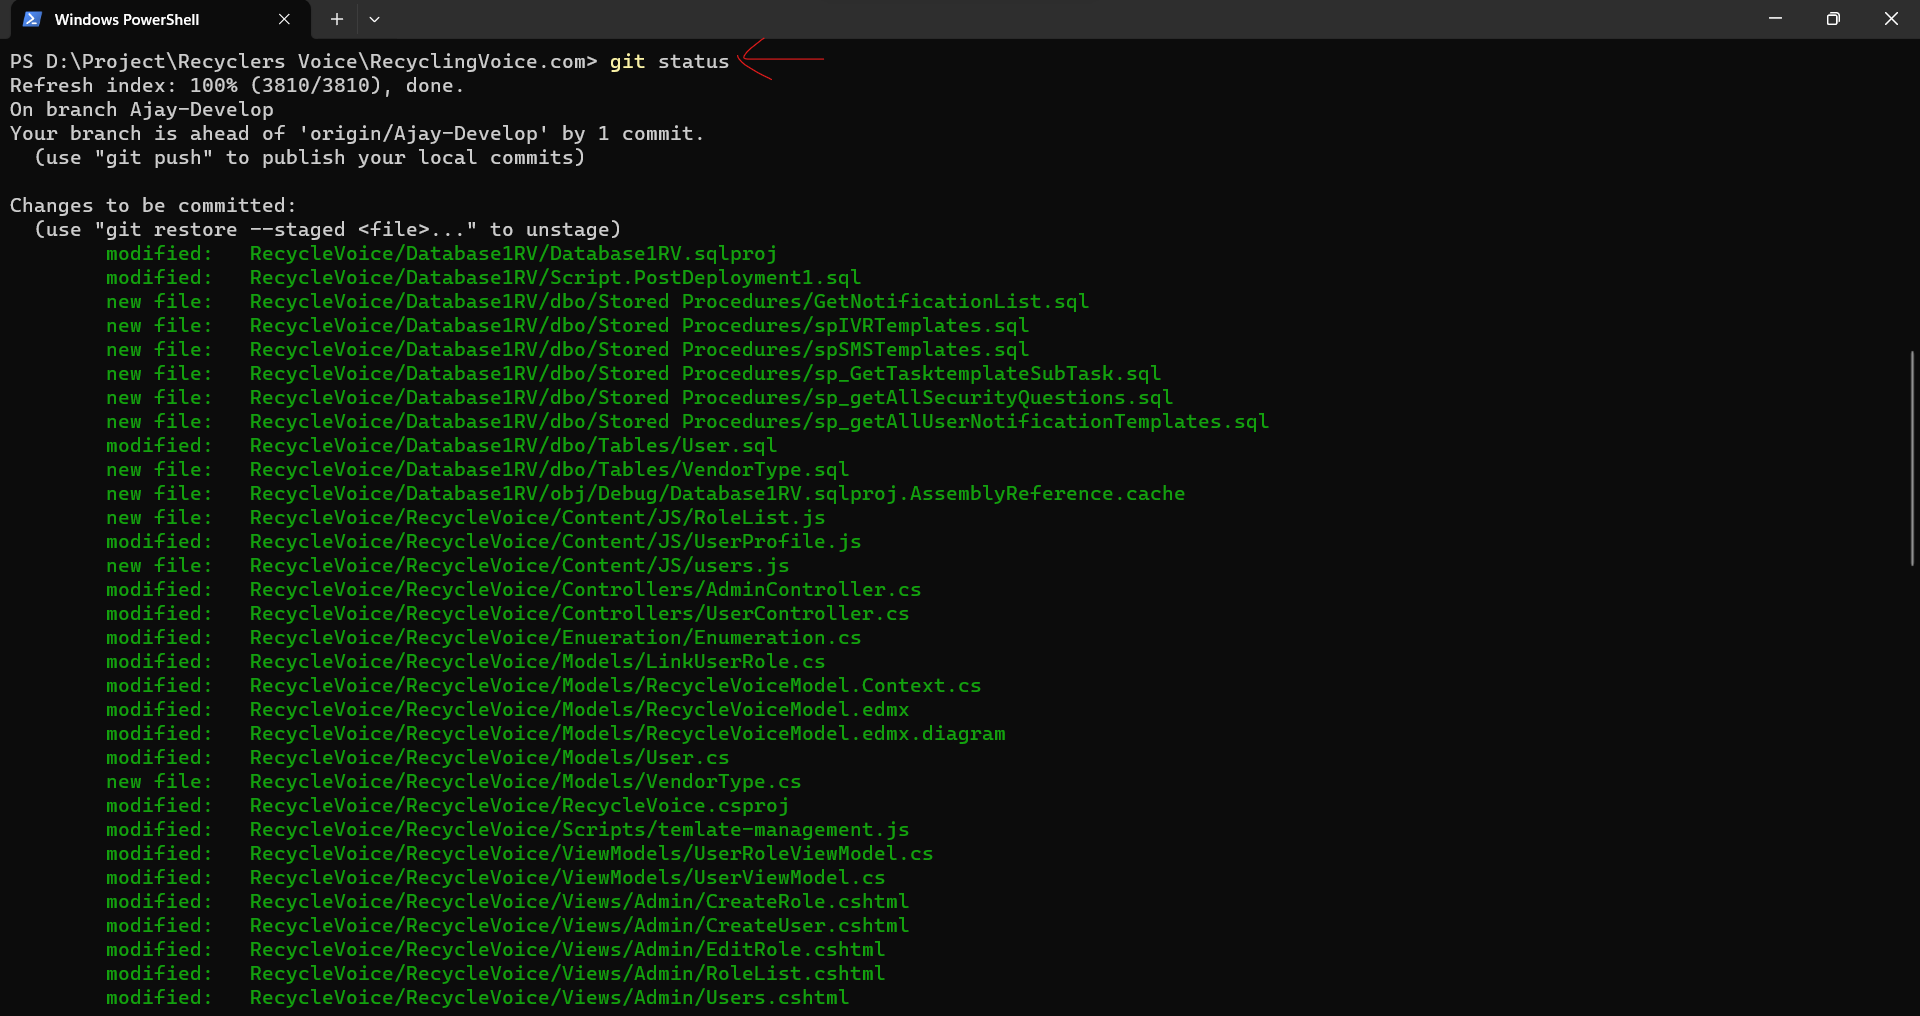 Windows PowerShell
PS D:\Project\Recyclers Voice\RecyclingVoice.com> git status
Refresh index: 100% (3810/3810), done.
On branch Ajay-Develop
Your branch is ahead of 'origin/Ajay-Develop' by 1 commit.
  (use "git push" to publish your local commits)

Changes to be committed:
  (use "git restore --staged <file>..." to unstage)
        modified:   RecycleVoice/Database1RV/Database1RV.sqlproj
        modified:   RecycleVoice/Database1RV/Script.PostDeployment1.sql
        new file:   RecycleVoice/Database1RV/dbo/Stored Procedures/GetNotificationList.sql
        new file:   RecycleVoice/Database1RV/dbo/Stored Procedures/spIVRTemplates.sql
        new file:   RecycleVoice/Database1RV/dbo/Stored Procedures/spSMSTemplates.sql
        new file:   RecycleVoice/Database1RV/dbo/Stored Procedures/sp_GetTasktemplateSubTask.sql
        new file:   RecycleVoice/Database1RV/dbo/Stored Procedures/sp_getAllSecurityQuestions.sql
        new file:   RecycleVoice/Database1RV/dbo/Stored Procedures/sp_getAllUserNotificationTemplates.sql
        modified:   RecycleVoice/Database1RV/dbo/Tables/User.sql
        new file:   RecycleVoice/Database1RV/dbo/Tables/VendorType.sql
        new file:   RecycleVoice/Database1RV/obj/Debug/Database1RV.sqlproj.AssemblyReference.cache
        new file:   RecycleVoice/RecycleVoice/Content/JS/RoleList.js
        modified:   RecycleVoice/RecycleVoice/Content/JS/UserProfile.js
        new file:   RecycleVoice/RecycleVoice/Content/JS/users.js
        modified:   RecycleVoice/RecycleVoice/Controllers/AdminController.cs
        modified:   RecycleVoice/RecycleVoice/Controllers/UserController.cs
        modified:   RecycleVoice/RecycleVoice/Enueration/Enumeration.cs
        modified:   RecycleVoice/RecycleVoice/Models/LinkUserRole.cs
        modified:   RecycleVoice/RecycleVoice/Models/RecycleVoiceModel.Context.cs
        modified:   RecycleVoice/RecycleVoice/Models/RecycleVoiceModel.edmx
        modified:   RecycleVoice/RecycleVoice/Models/RecycleVoiceModel.edmx.diagram
        modified:   RecycleVoice/RecycleVoice/Models/User.cs
        new file:   RecycleVoice/RecycleVoice/Models/VendorType.cs
        modified:   RecycleVoice/RecycleVoice/RecycleVoice.csproj
        modified:   RecycleVoice/RecycleVoice/Scripts/temlate-management.js
        modified:   RecycleVoice/RecycleVoice/ViewModels/UserRoleViewModel.cs
        modified:   RecycleVoice/RecycleVoice/ViewModels/UserViewModel.cs
        modified:   RecycleVoice/RecycleVoice/Views/Admin/CreateRole.cshtml
        modified:   RecycleVoice/RecycleVoice/Views/Admin/CreateUser.cshtml
        modified:   RecycleVoice/RecycleVoice/Views/Admin/EditRole.cshtml
        modified:   RecycleVoice/RecycleVoice/Views/Admin/RoleList.cshtml
        modified:   RecycleVoice/RecycleVoice/Views/Admin/Users.cshtml